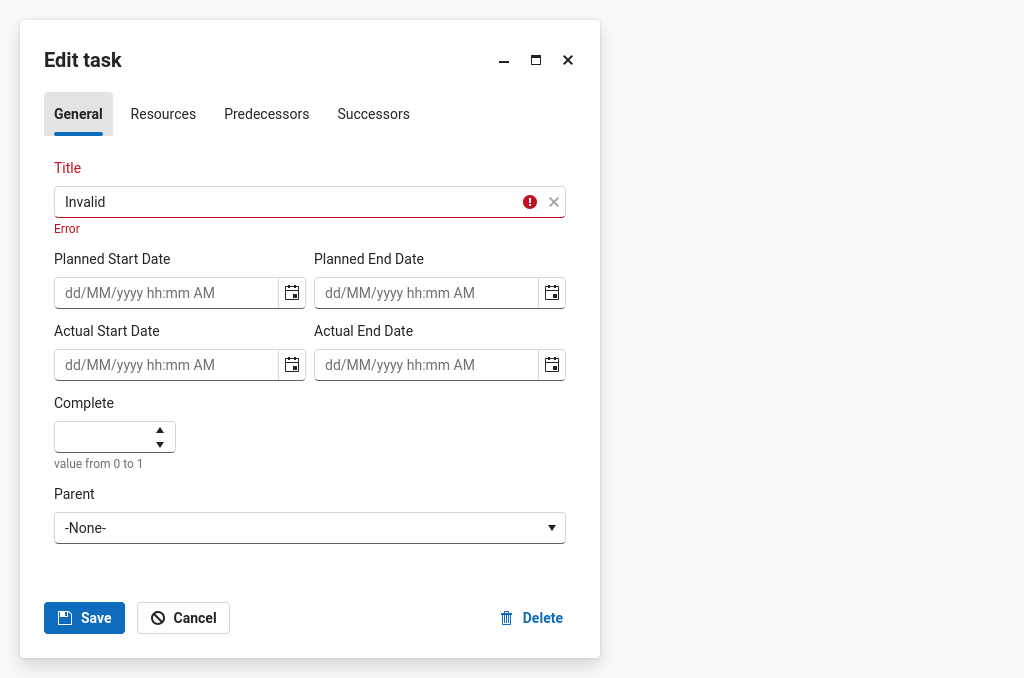 Edit task
General Resources Predecessors Successors
Title
Invalid
Error
Planned Start Date Planned End Date
dd/MM/yyyy hh:mm AM dd/MM/yyyy hh:mm AM
Actual Start Date Actual End Date
dd/MM/yyyy hh:mm AM dd/MM/yyyy hh:mm AM
Complete
value from 0 to 1
Parent
-None-
Save Cancel Delete